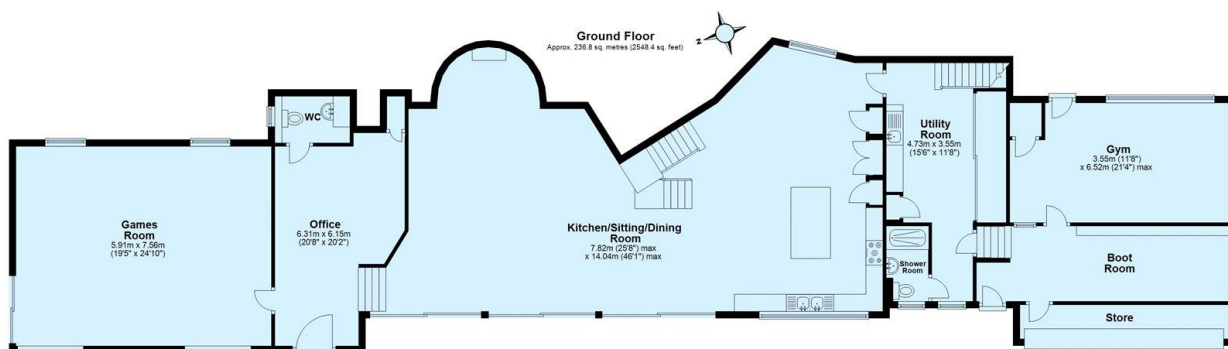 Ground Floor
Approx. 236.8 sq. metres (2548.4 sq. feet)
N
WC
Games
Room
5.91m x 7.56m
(19'5" x 24'10")
Office
6.31m x 6.15m
(20'8" x 20'2")
Kitchen/Sitting/Dining
Room
7.82m (25'8") max
x 14.04m (46'1") max
Utility
Room
4.73m x 3.55m
(15'6" x 11'8")
Shower
Room
Gym
3.55m (11'8")
x 6.52m (21'4") max
Boot
Room
Store